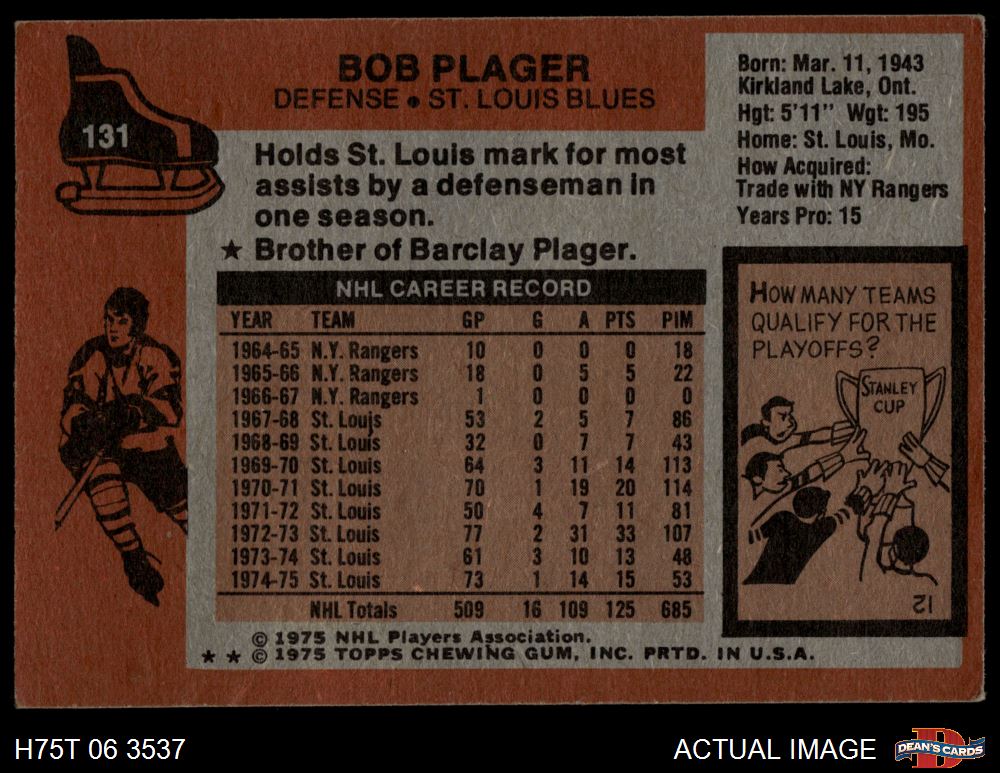 131
BOB PLAGER
DEFENSE • ST. LOUIS BLUES
Holds St. Louis mark for most
assists by a defenseman in
one season.
★ Brother of Barclay Plager.
Born: Mar. 11, 1943
Kirkland Lake, Ont.
Hgt: 5'11" Wgt: 195
Home: St. Louis, Mo.
How Acquired:
Trade with NY Rangers
Years Pro: 15
NHL CAREER RECORD
YEAR TEAM GP G A PTS PIM
1964-65 N.Y. Rangers 10 0 0 0 18
1965-66 N.Y. Rangers 18 0 5 5 22
1966-67 N.Y. Rangers 1 0 0 0 0
1967-68 St. Louis 53 2 5 7 86
1968-69 St. Louis 32 0 7 7 43
1969-70 St. Louis 64 3 11 14 113
1970-71 St. Louis 70 1 19 20 114
1971-72 St. Louis 50 4 7 11 81
1972-73 St. Louis 77 2 31 33 107
1973-74 St. Louis 61 3 10 13 48
1974-75 St. Louis 73 1 14 15 53
NHL Totals 509 16 109 125 685
HOW MANY TEAMS
QUALIFY FOR THE
PLAYOFFS?
STANLEY
CUP
12
© 1975 NHL Players Association.
★ ★ © 1975 TOPPS CHEWING GUM, INC. PRTD. IN U.S.A.
H75T 06 3537
ACTUAL IMAGE
DEAN'S CARDS